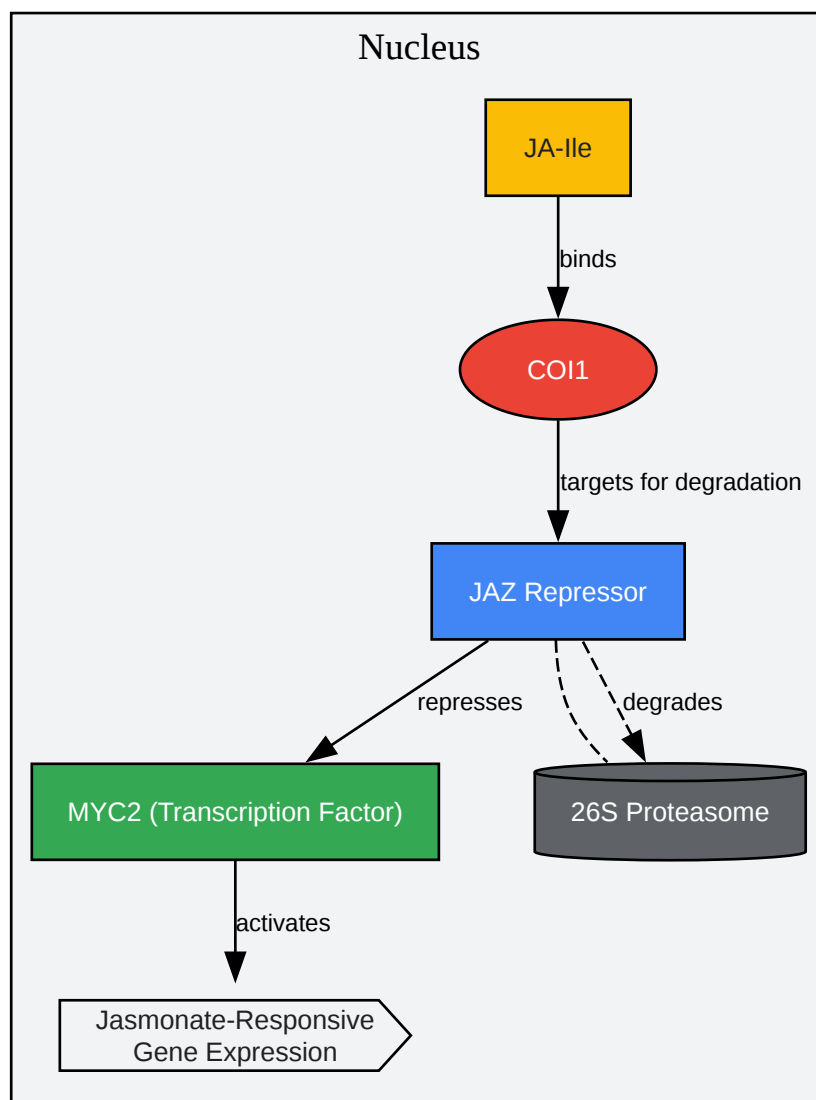 Nucleus
JA-Ile
binds
COI1
targets for degradation
JAZ Repressor
represses
degrades
MYC2 (Transcription Factor)
26S Proteasome
activates
Jasmonate-Responsive
Gene Expression